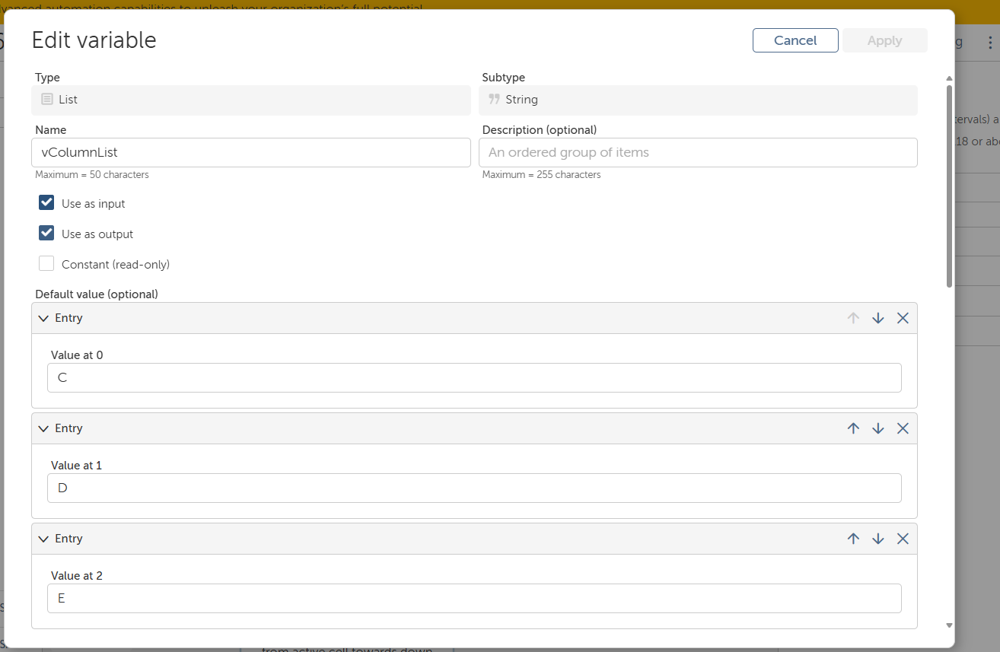 advanced automation capabilities to unleash your organization's full potential
Edit variable
Cancel
Apply
g
Type
Subtype
List
String
Name
Description (optional)
vColumnList
An ordered group of items
Maximum = 50 characters
Maximum = 255 characters
tervals) a
18 or abo
Use as input
Use as output
Constant (read-only)
Default value (optional)
Entry
Value at 0
C
Entry
Value at 1
D
Entry
Value at 2
E
from active cell towards down